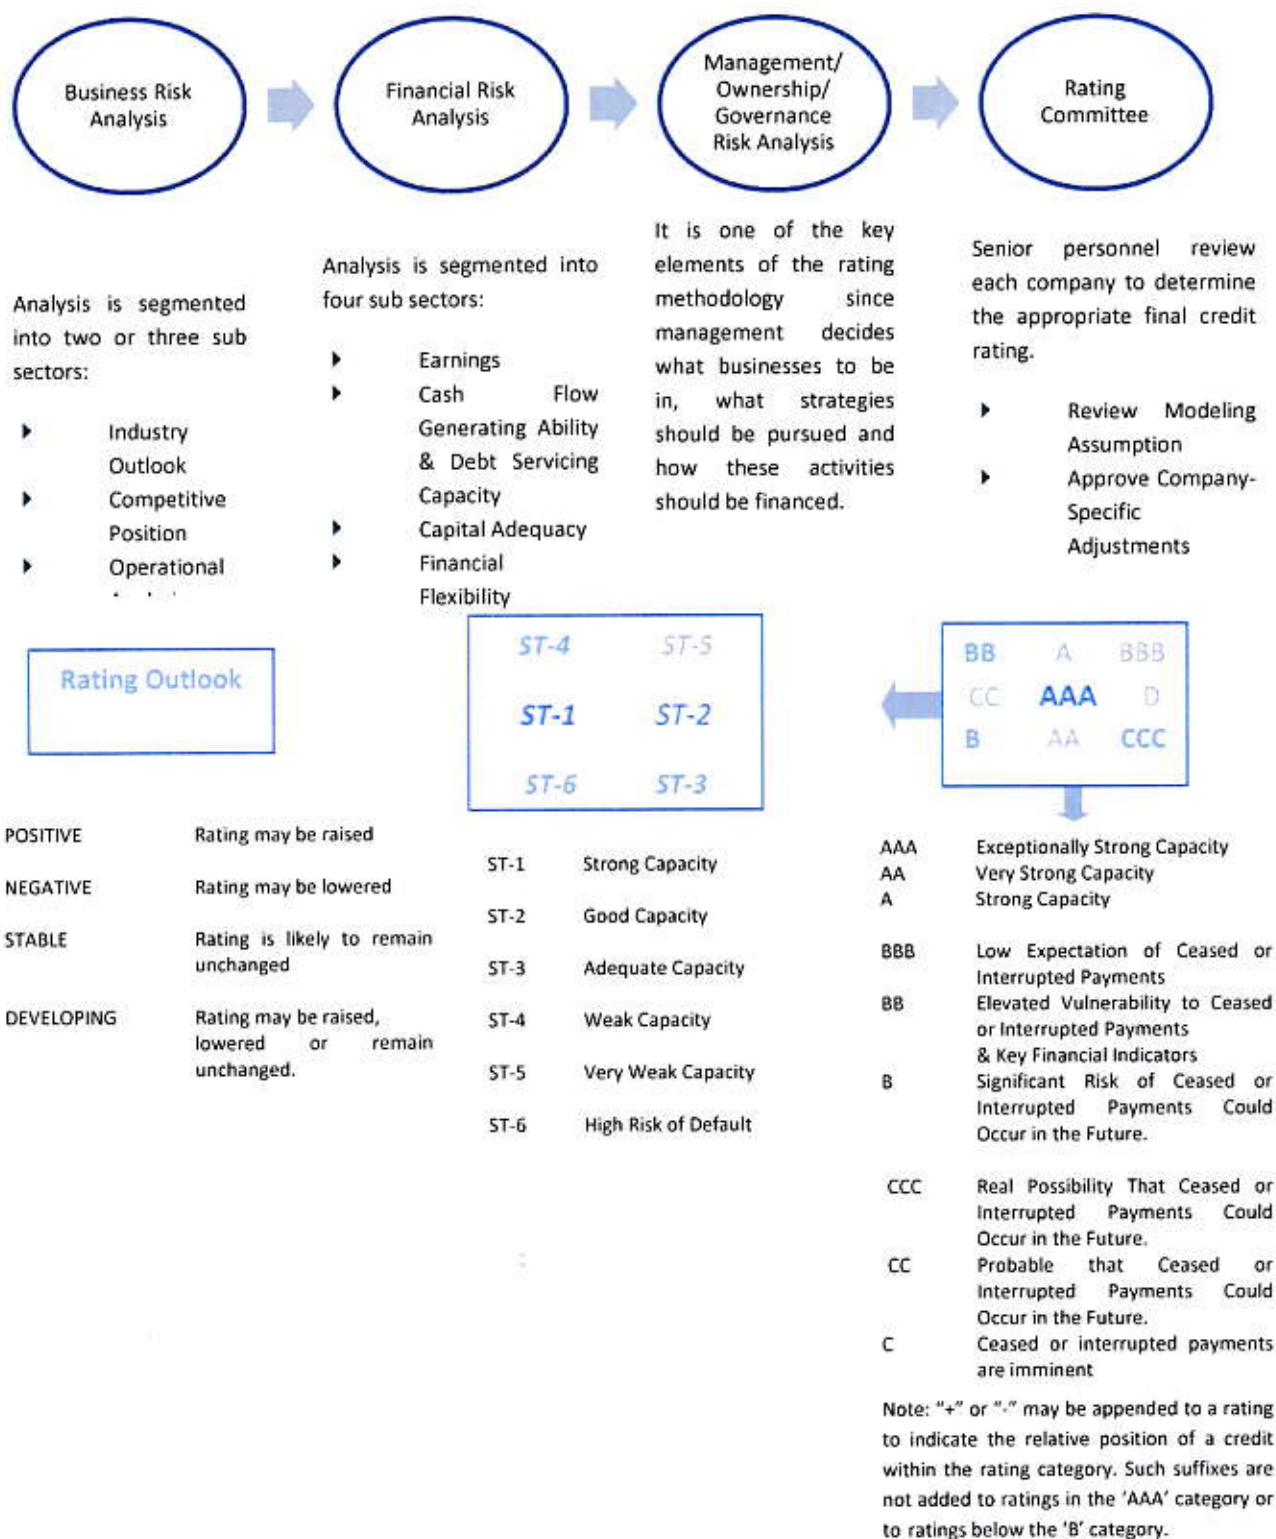 Business Risk
Analysis
Financial Risk
Analysis
Management/
Ownership/
Governance
Risk Analysis
Rating
Committee
Analysis is segmented
into two or three sub
sectors:
Industry
Outlook
Competitive
Position
Operational
Analysis is segmented into
four sub sectors:
Earnings
Cash Flow
Generating Ability
& Debt Servicing
Capacity
Capital Adequacy
Financial
Flexibility
It is one of the key
elements of the rating
methodology since
management decides
what businesses to be
in, what strategies
should be pursued and
how these activities
should be financed.
Senior personnel review
each company to determine
the appropriate final credit
rating.
Review Modeling
Assumption
Approve Company-
Specific
Adjustments
Rating Outlook
ST-4 ST-5
ST-1 ST-2
ST-6 ST-3
BB A BBB
CC AAA D
B AA CCC
POSITIVE Rating may be raised
NEGATIVE Rating may be lowered
STABLE Rating is likely to remain
unchanged
DEVELOPING Rating may be raised,
lowered or remain
unchanged.
ST-1 Strong Capacity
ST-2 Good Capacity
ST-3 Adequate Capacity
ST-4 Weak Capacity
ST-5 Very Weak Capacity
ST-6 High Risk of Default
AAA Exceptionally Strong Capacity
AA Very Strong Capacity
A Strong Capacity
BBB Low Expectation of Ceased or
Interrupted Payments
BB Elevated Vulnerability to Ceased
or Interrupted Payments
& Key Financial Indicators
B Significant Risk of Ceased or
Interrupted Payments Could
Occur in the Future.
CCC Real Possibility That Ceased or
Interrupted Payments Could
Occur in the Future.
CC Probable that Ceased or
Interrupted Payments Could
Occur in the Future.
C Ceased or interrupted payments
are imminent
Note: "+" or "-" may be appended to a rating
to indicate the relative position of a credit
within the rating category. Such suffixes are
not added to ratings in the 'AAA' category or
to ratings below the 'B' category.